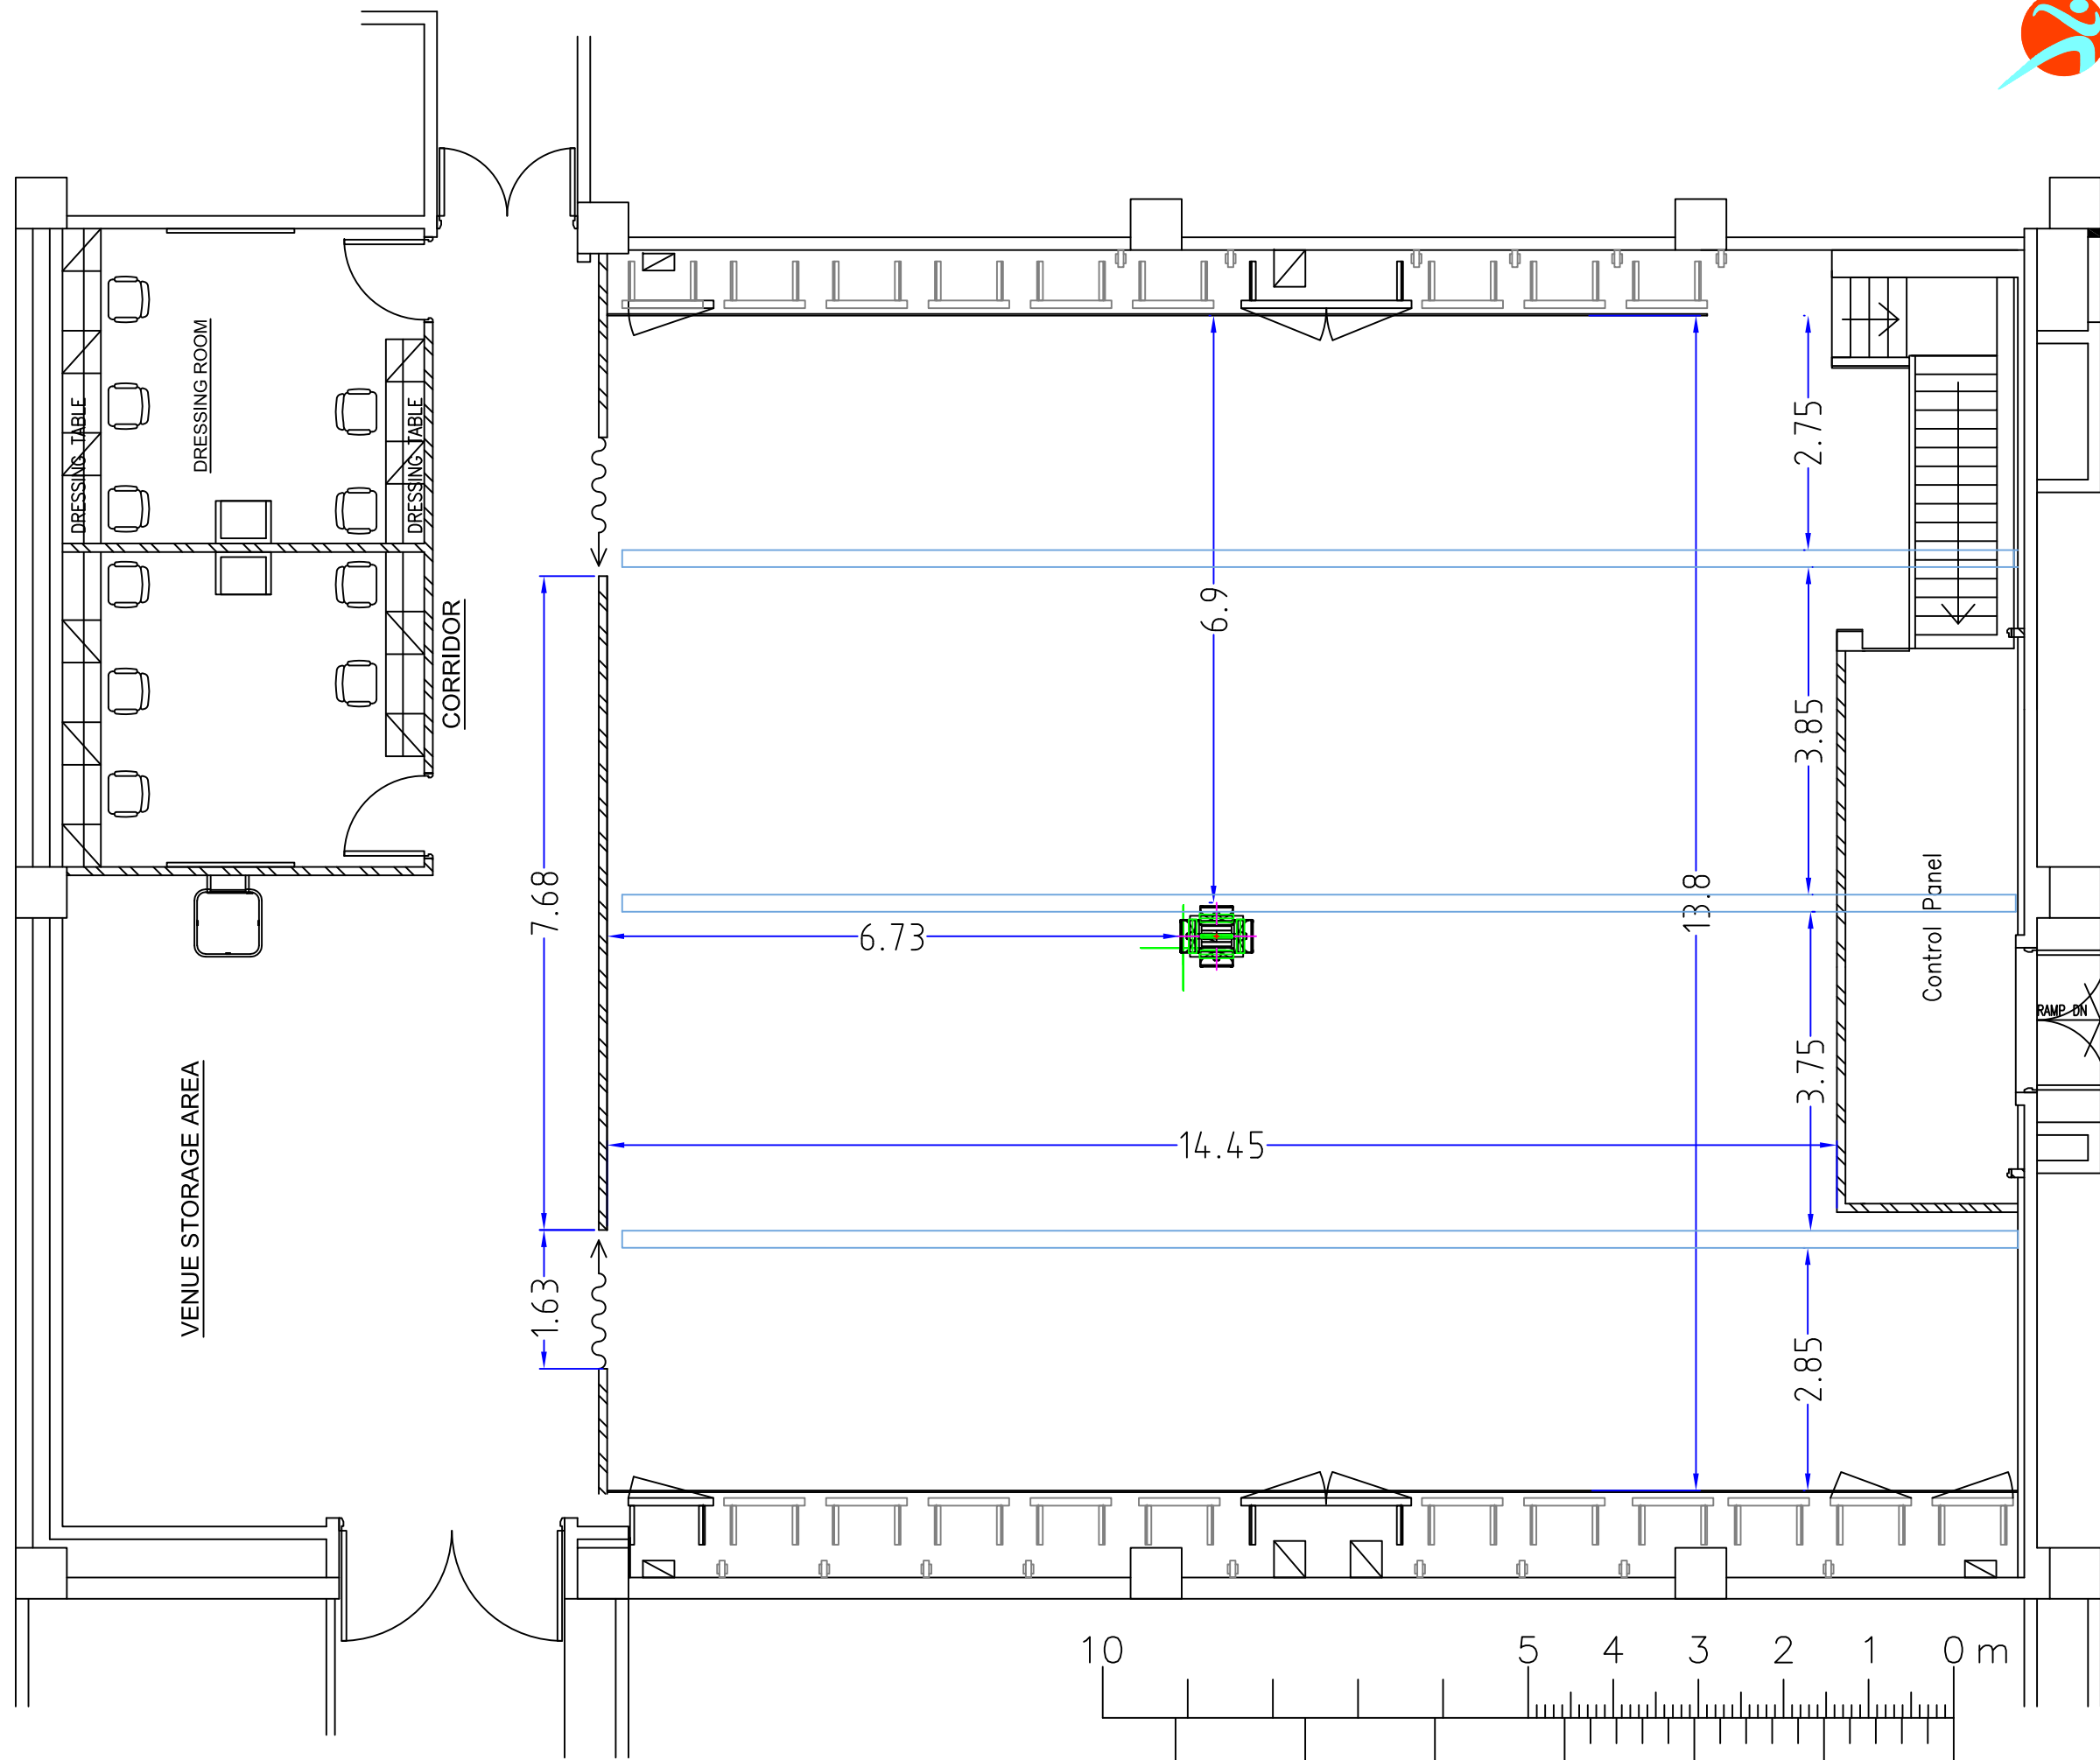 DRESSING ROOM
DRESSING TABLE
DRESSING TABLE
CORRIDOR
VENUE STORAGE AREA
2.75
6.9
3.85
7.68
13.8
6.73
Control Panel
RAMP DN
3.75
14.45
1.63
2.85
10 5 4 3 2 1 0 m